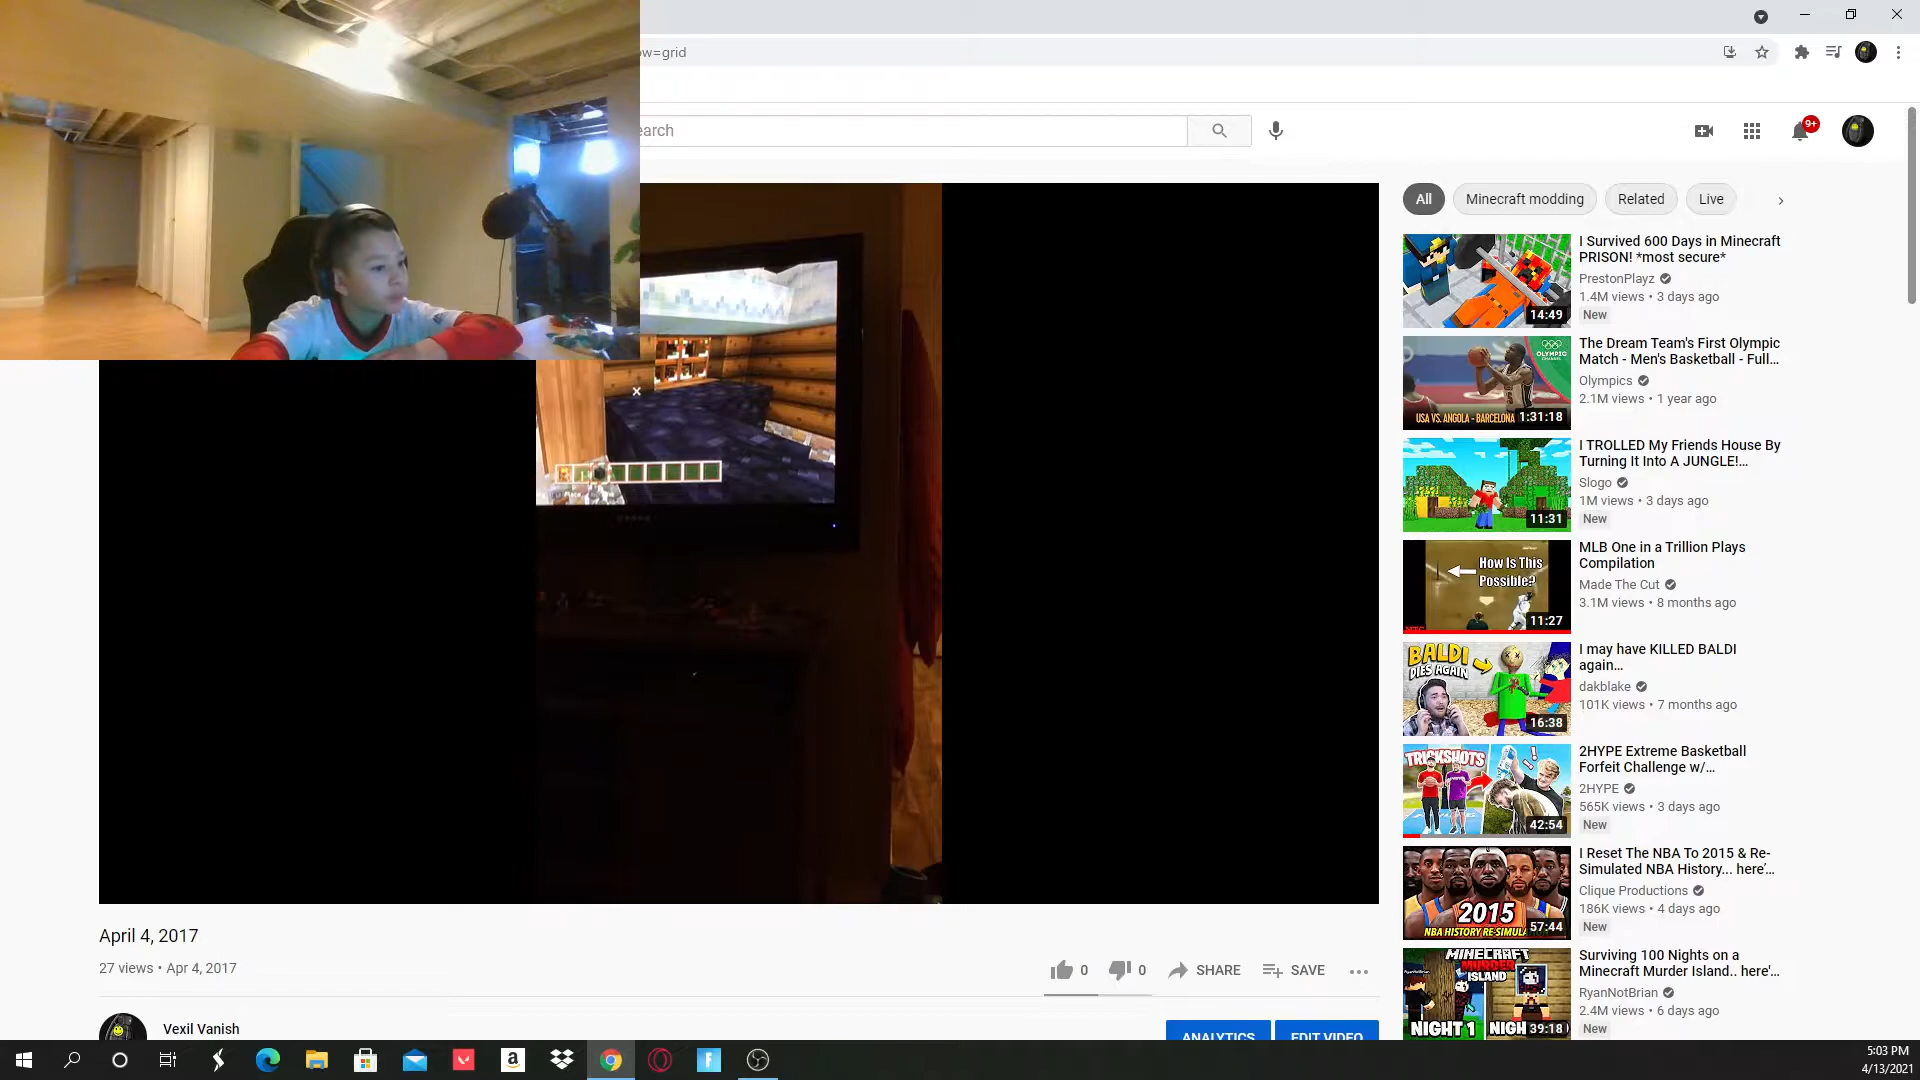 ow=grid
earch
9+
All
Minecraft modding
Related
Live
I Survived 600 Days in Minecraft
PRISON! *most secure*
PrestonPlayz
1.4M views • 3 days ago
New
14:49
The Dream Team's First Olympic
Match - Men's Basketball - Full...
Olympics
2.1M views • 1 year ago
OLYMPIC
CHANNEL
USA VS. ANGOLA - BARCELONA
1:31:18
I TROLLED My Friends House By
Turning It Into A JUNGLE!...
Slogo
1M views • 3 days ago
New
11:31
MLB One in a Trillion Plays
Compilation
Made The Cut
3.1M views • 8 months ago
How Is This
Possible?
11:27
I may have KILLED BALDI
again...
dakblake
101K views • 7 months ago
BALDI
DIES AGAIN
16:38
2HYPE Extreme Basketball
Forfeit Challenge w/...
2HYPE
565K views • 3 days ago
New
TRICKSHOTS
42:54
I Reset The NBA To 2015 & Re-
Simulated NBA History... here'...
Clique Productions
186K views • 4 days ago
New
2015
NBA HISTORY RE-SIMULA
57:44
Surviving 100 Nights on a
Minecraft Murder Island.. here'...
RyanNotBrian
2.4M views • 6 days ago
New
MINECRAFT
MURDER
ISLAND
NIGHT 1
NIGH
39:18
April 4, 2017
27 views • Apr 4, 2017
0
0
SHARE
SAVE
Vexil Vanish
ANALYTICS
EDIT VIDEO
5:03 PM
4/13/2021